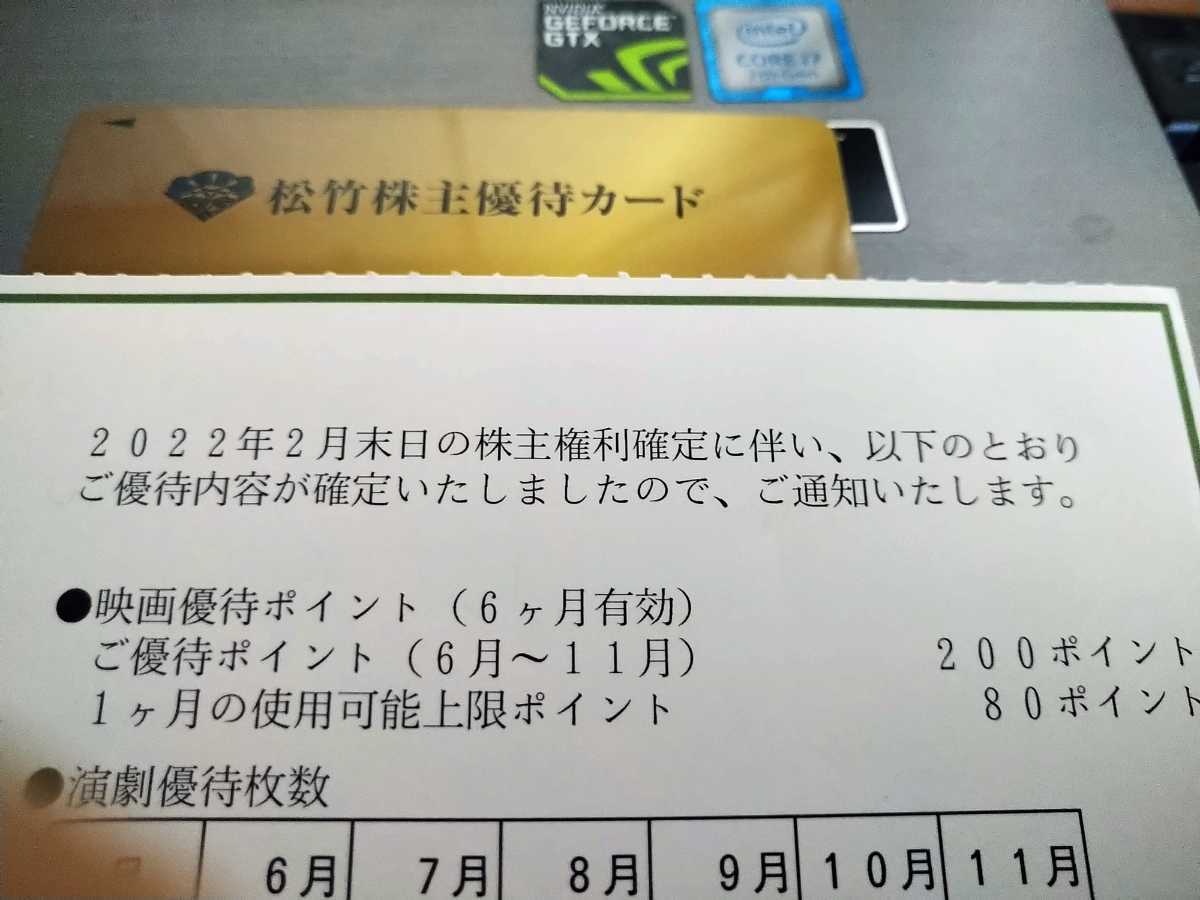 NVIDIA
GEFORCE
GTX
intel
CORE i7
松竹株主優待カード
2022年2月末日の株主権利確定に伴い、以下のとおり
ご優待内容が確定いたしましたので、ご通知いたします。
●映画優待ポイント（6ヶ月有効）
ご優待ポイント（6月～11月） 200ポイント
1ヶ月の使用可能上限ポイント 80ポイント
●演劇優待枚数
6月 7月 8月 9月 10月 11月